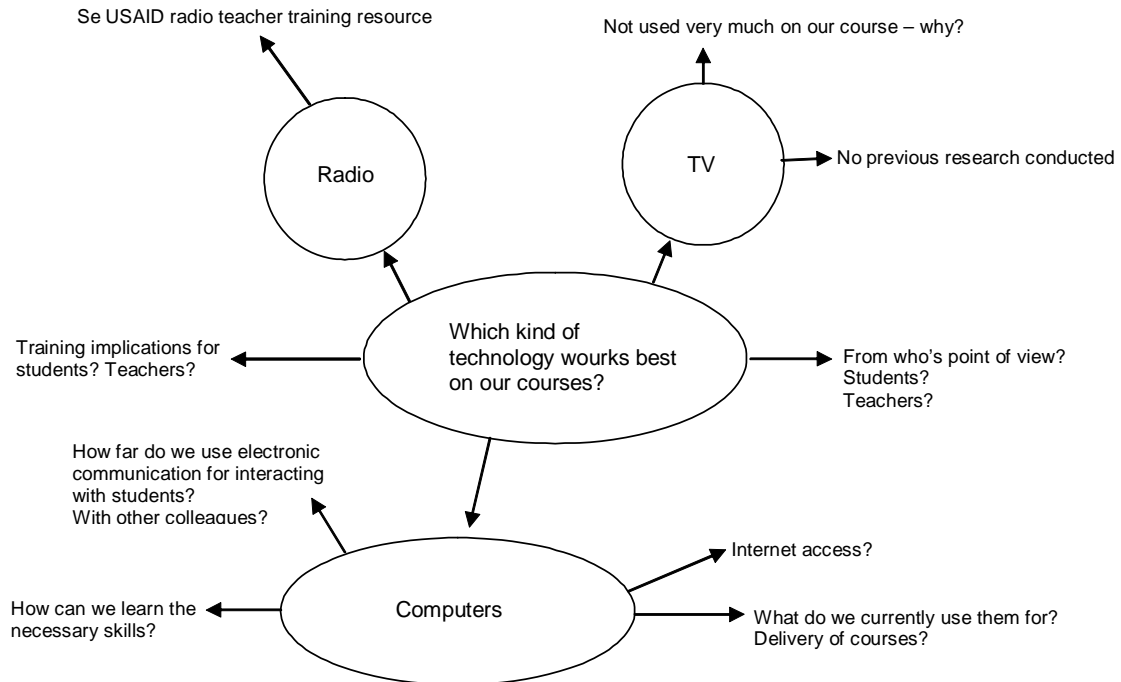 Se USAID radio teacher training resource
Not used very much on our course – why?
Radio
TV
No previous research conducted
Which kind of
technology wourks best
on our courses?
Training implications for
students? Teachers?
From who's point of view?
Students?
Teachers?
How far do we use electronic
communication for interacting
with students?
With other colleagues?
Internet access?
Computers
How can we learn the
necessary skills?
What do we currently use them for?
Delivery of courses?